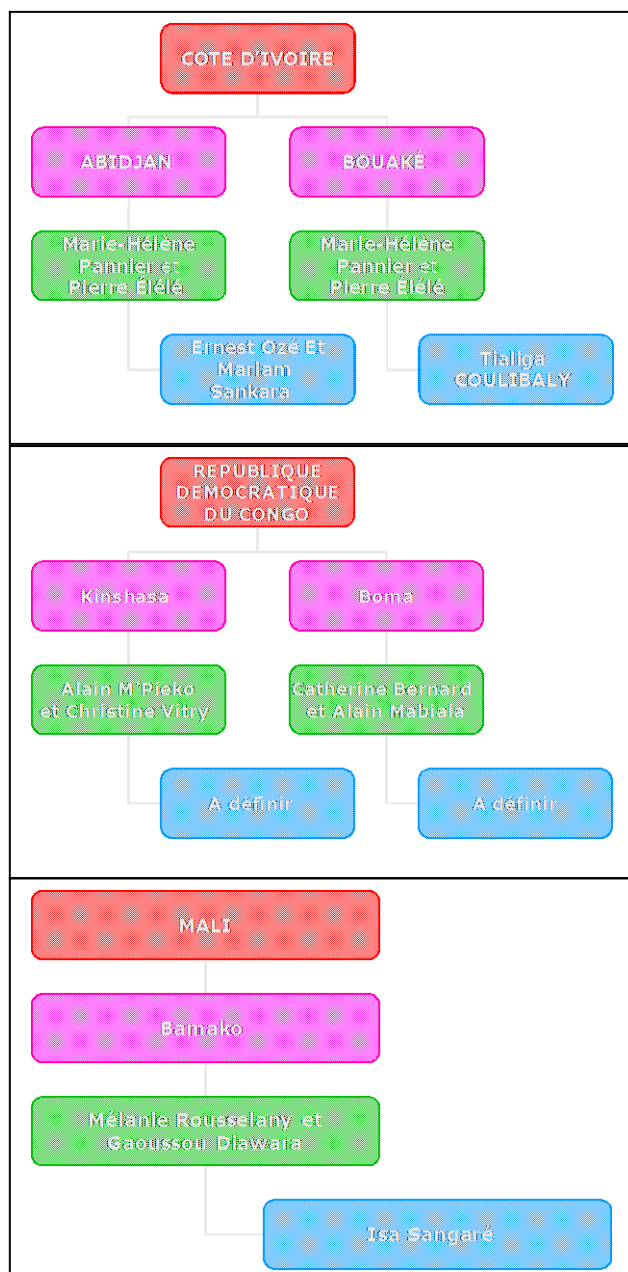 COTE D'IVOIRE
ABIDJAN
BOUAKÉ
Marie-Hélène
Pannier et
Pierre Élélé
Marie-Hélène
Pannier et
Pierre Élélé
Ernest Ozé Et
Mariam
Sankara
Tialiga
COULIBALY
REPUBLIQUE
DEMOCRATIQUE
DU CONGO
Kinshasa
Boma
Alain M'Pieko
et Christine Vitry
Catherine Bernard
et Alain Mabiala
A définir
A définir
MALI
Bamako
Mélanie Rousselany et
Gaoussou Diawara
Isa Sangaré